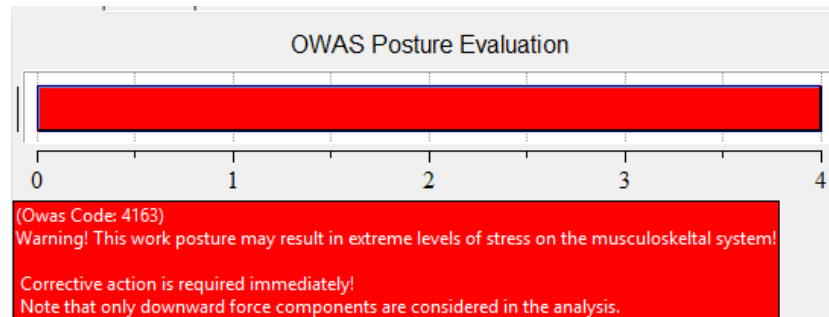 OWAS Posture Evaluation
0 1 2 3 4
(Owas Code: 4163)
Warning! This work posture may result in extreme levels of stress on the musculoskeltal system!
Corrective action is required immediately!
Note that only downward force components are considered in the analysis.